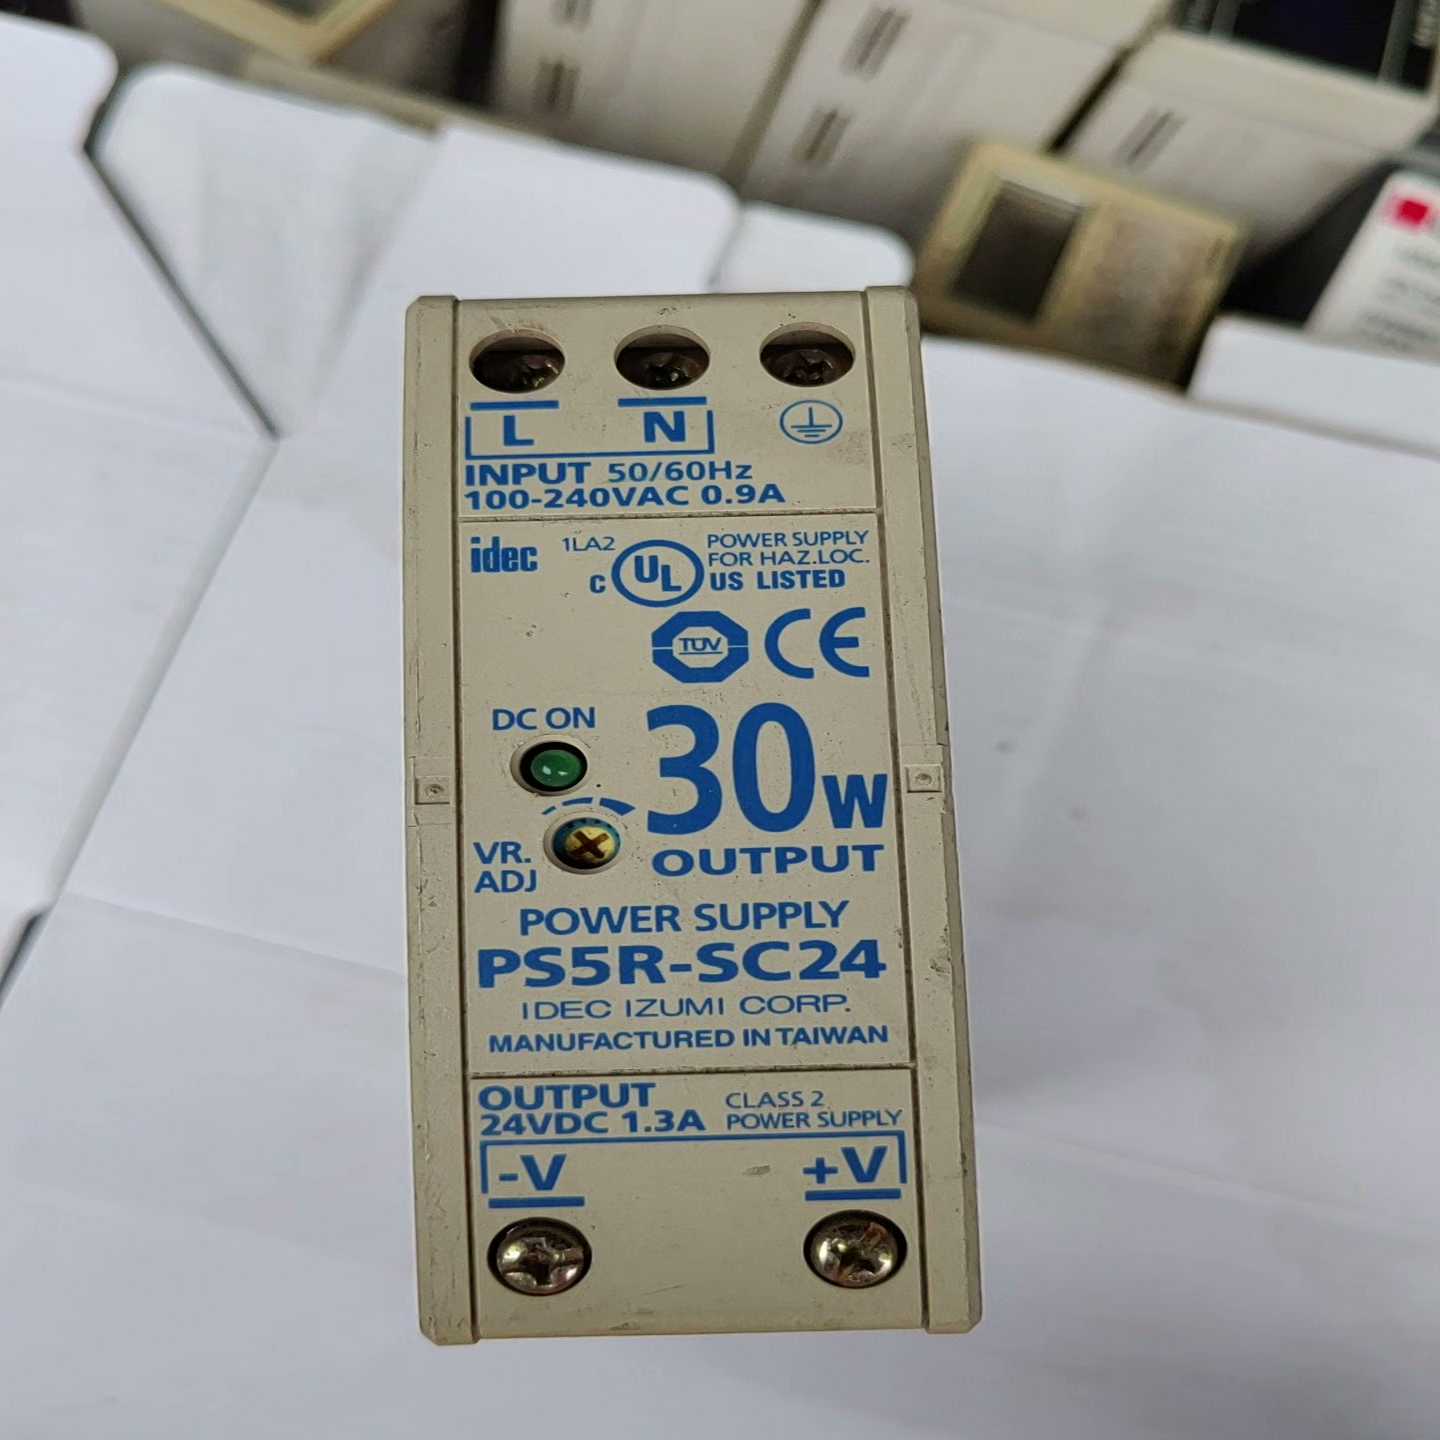 L N
INPUT 50/60Hz
100-240VAC 0.9A
idec
1LA2
C UL US LISTED
POWER SUPPLY
FOR HAZ.LOC.
TÜV CE
DC ON
30W
OUTPUT
VR.
ADJ
POWER SUPPLY
PS5R-SC24
IDEC IZUMI CORP.
MANUFACTURED IN TAIWAN
OUTPUT
24VDC 1.3A
CLASS 2
POWER SUPPLY
-V +V